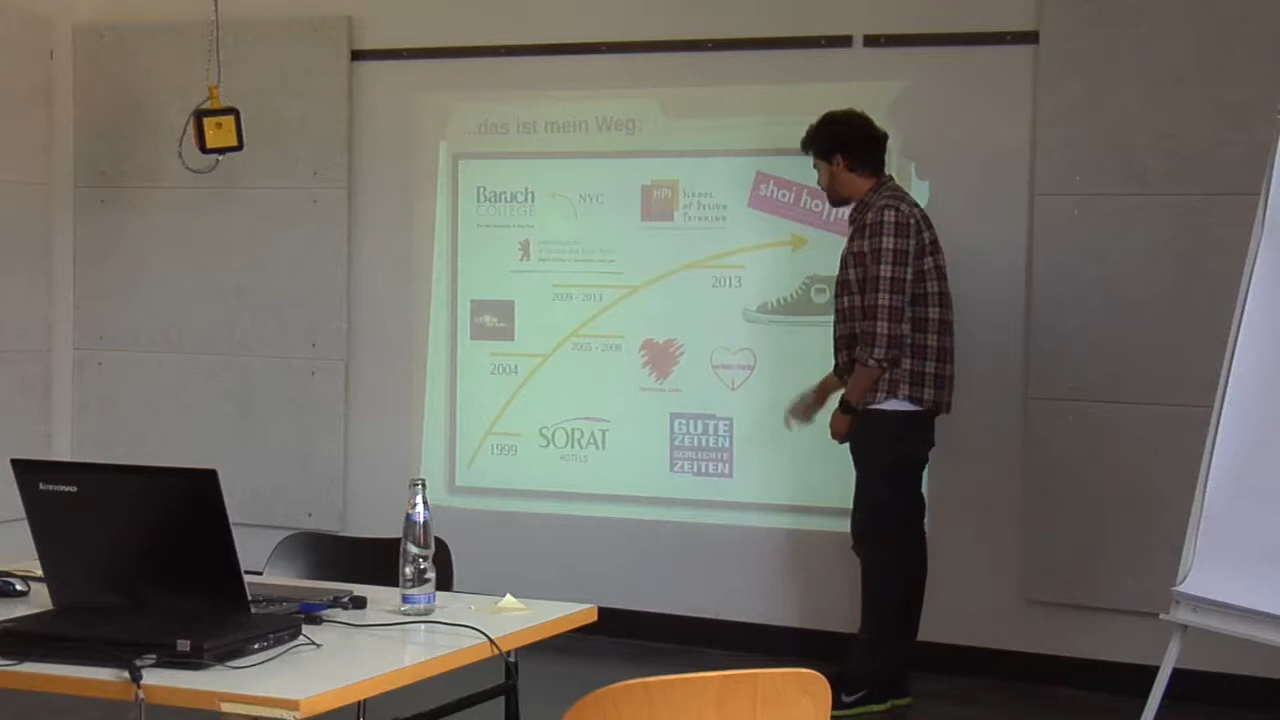 ..das ist mein Weg:
Baruch
COLLEGE
NYC
HPI
SCHOOL
OF DESIGN
THINKING
shai hoff
2013
2009 - 2013
2005 - 2008
2004
1999
SORAT
HOTELS
GUTE
ZEITEN
SCHLECHTE
ZEITEN
lenovo